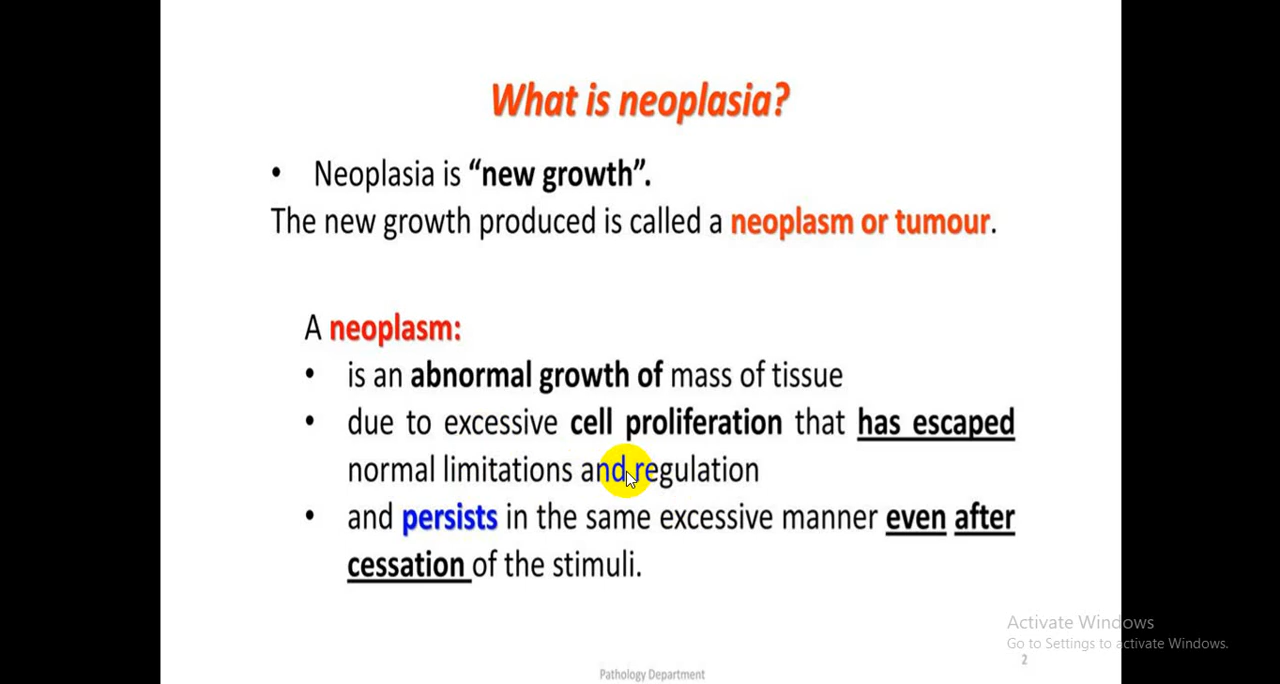 What is neoplasia?
• Neoplasia is “new growth”.
The new growth produced is called a neoplasm or tumour.
A neoplasm:
• is an abnormal growth of mass of tissue
• due to excessive cell proliferation that has escaped
normal limitations and regulation
• and persists in the same excessive manner even after
cessation of the stimuli.
Activate Windows
Go to Settings to activate Windows.
2
Pathology Department